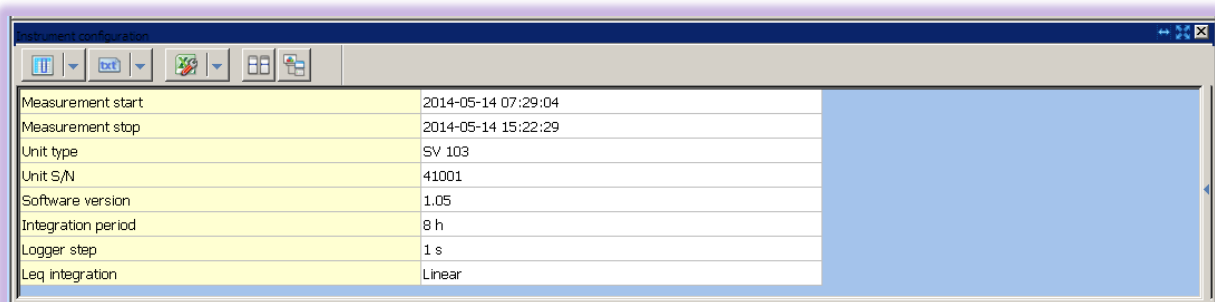 Instrument configuration
txt
Measurement start 2014-05-14 07:29:04
Measurement stop 2014-05-14 15:22:29
Unit type SV 103
Unit S/N 41001
Software version 1.05
Integration period 8 h
Logger step 1 s
Leq integration Linear